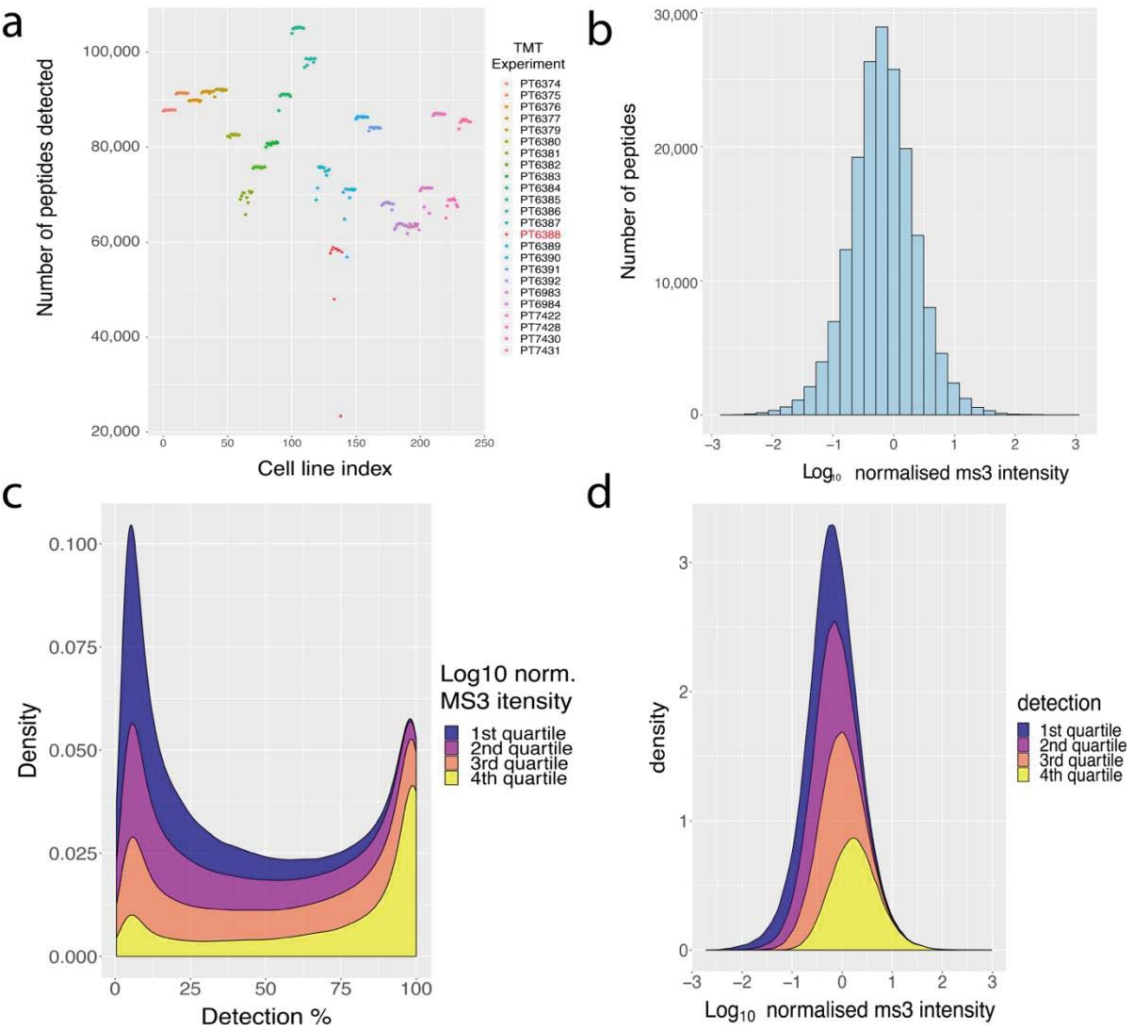 a
Number of peptides detected
100,000
80,000
60,000
40,000
20,000
0
50
100
150
200
250
Cell line index
TMT
Experiment
PT6374
PT6375
PT6376
PT6377
PT6379
PT6380
PT6381
PT6382
PT6383
PT6384
PT6385
PT6386
PT6387
PT6388
PT6389
PT6390
PT6391
PT6392
PT6983
PT6984
PT7422
PT7428
PT7430
PT7431
b
Number of peptides
30,000
20,000
10,000
0
−3
−2
−1
0
1
2
3
Log10 normalised ms3 intensity
c
Density
0.100
0.075
0.050
0.025
0.000
0
25
50
75
100
Detection %
Log10 norm.
MS3 itensity
1st quartile
2nd quartile
3rd quartile
4th quartile
d
density
3
2
1
0
−3
−2
−1
0
1
2
3
Log10 normalised ms3 intensity
detection
1st quartile
2nd quartile
3rd quartile
4th quartile